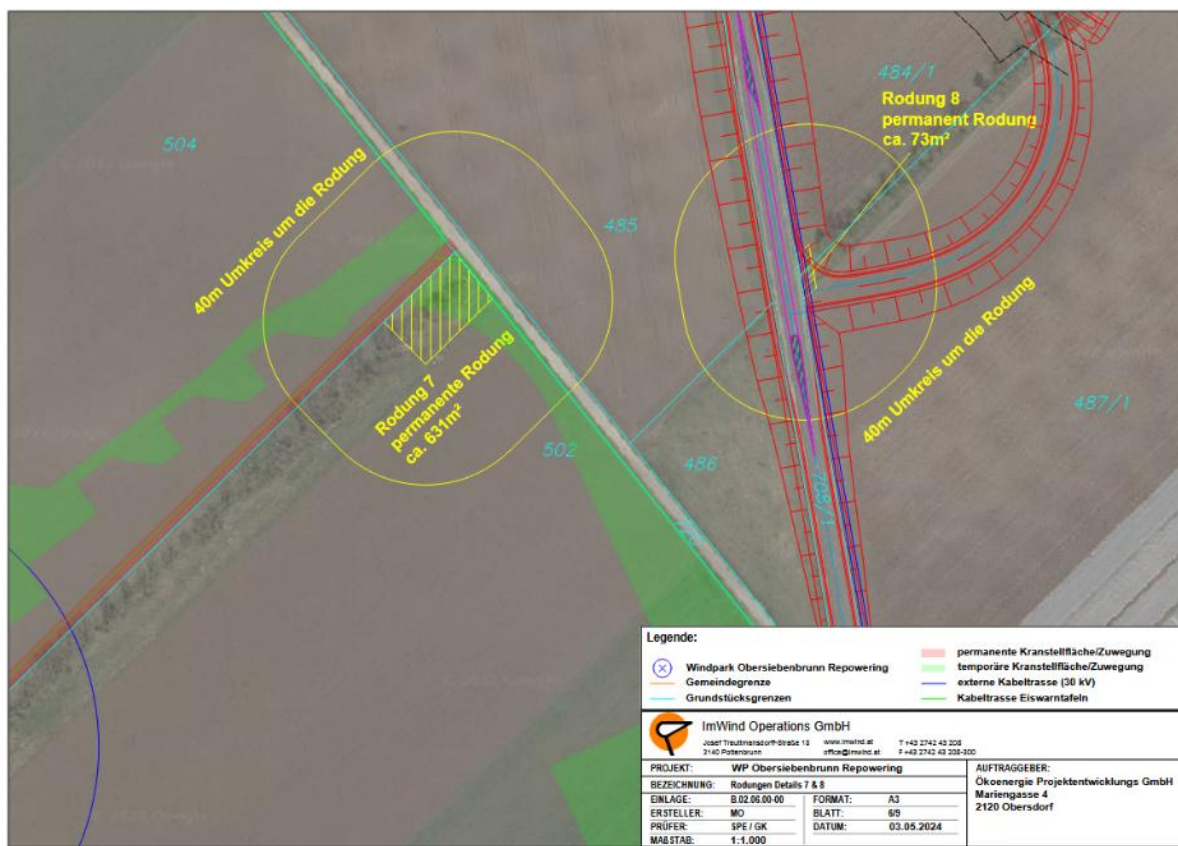 504
40m Umkreis um die Rodung
485
484/1
Rodung 8
permanent Rodung
ca. 73m²
Rodung 7
permanente Rodung
ca. 631m²
502
486
703/1
40m Umkreis um die Rodung
487/1
Legende:
Windpark Obersiebenbrunn Repowering
Gemeindegrenze
Grundstücksgrenzen
permanente Kranstellfläche/Zuwegung
temporäre Kranstellfläche/Zuwegung
externe Kabeltrasse (30 kV)
Kabeltrasse Eiswarntafeln
ImWind Operations GmbH
Josef Trauttmansdorff-Straße 18 www.imwind.at T +43 2742 43 208
3140 Pottenbrunn office@imwind.at F +43 2742 43 208-300
PROJEKT: WP Obersiebenbrunn Repowering
BEZEICHNUNG: Rodungen Details 7 & 8
EINLAGE: B.02.06.00-00 FORMAT: A3
ERSTELLER: MO BLATT: 6/9
PRÜFER: SPE / GK DATUM: 03.05.2024
MAßSTAB: 1:1.000
AUFTRAGGEBER:
Ökoenergie Projektentwicklungs GmbH
Mariengasse 4
2120 Obersdorf